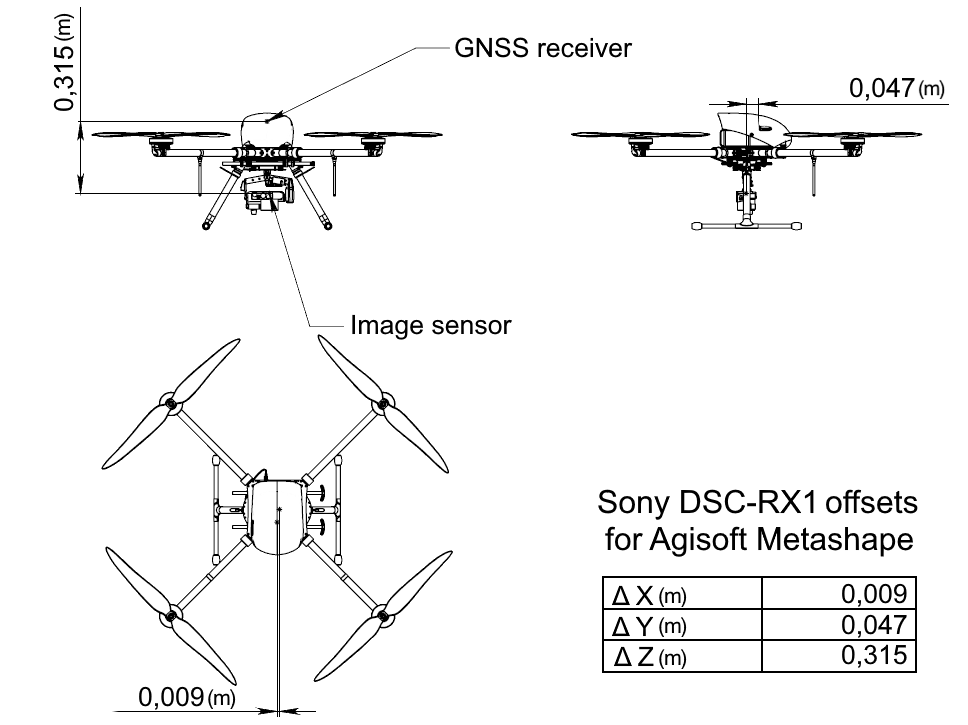 0,315 (m)
GNSS receiver
0,047 (m)
Image sensor
Sony DSC-RX1 offsets
for Agisoft Metashape
Δ X (m) 0,009
Δ Y (m) 0,047
Δ Z (m) 0,315
0,009 (m)